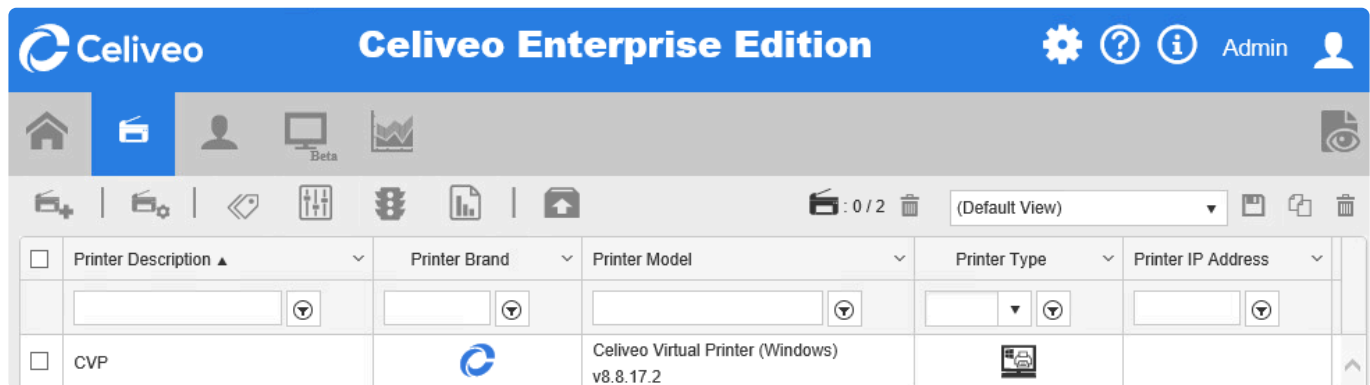 Celiveo
Celiveo Enterprise Edition
Admin
Beta
: 0 / 2
(Default View)
Printer Description ▲
Printer Brand
Printer Model
Printer Type
Printer IP Address
CVP
Celiveo Virtual Printer (Windows)
v8.8.17.2